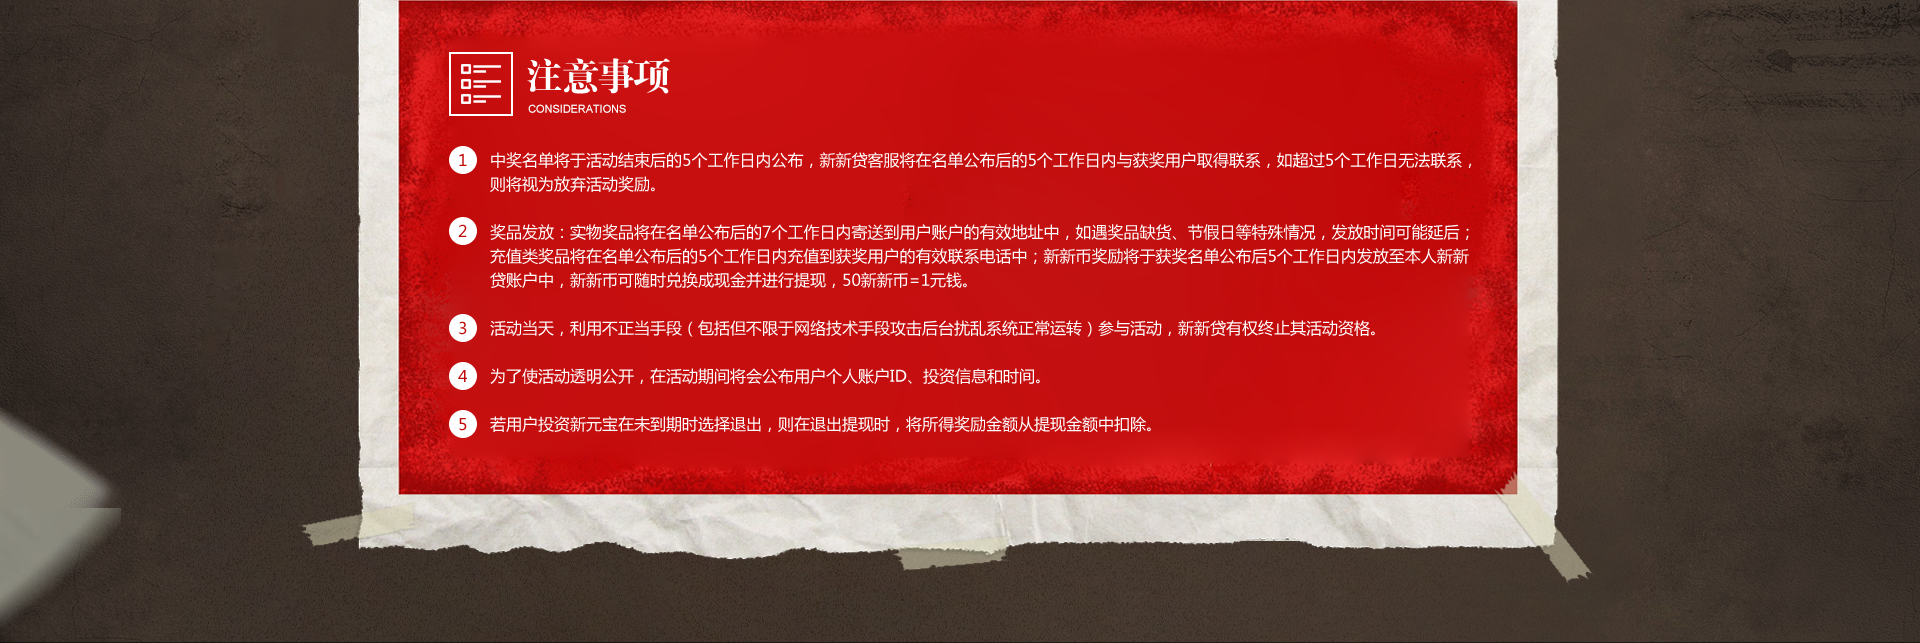 注意事项
CONSIDERATIONS
1 中奖名单将于活动结束后的5个工作日内公布，新新贷客服将在名单公布后的5个工作日内与获奖用户取得联系，如超过5个工作日无法联系，
则将视为放弃活动奖励。
2 奖品发放：实物奖品将在名单公布后的7个工作日内寄送到用户账户的有效地址中，如遇奖品缺货、节假日等特殊情况，发放时间可能延后；
充值类奖品将在名单公布后的5个工作日内充值到获奖用户的有效联系电话中；新新币奖励将于获奖名单公布后5个工作日内发放至本人新新
贷账户中，新新币可随时兑换成现金并进行提现，50新新币=1元钱。
3 活动当天，利用不正当手段（包括但不限于网络技术手段攻击后台扰乱系统正常运转）参与活动，新新贷有权终止其活动资格。
4 为了使活动透明公开，在活动期间将会公布用户个人账户ID、投资信息和时间。
5 若用户投资新元宝在未到期时选择退出，则在退出提现时，将所得奖励金额从提现金额中扣除。